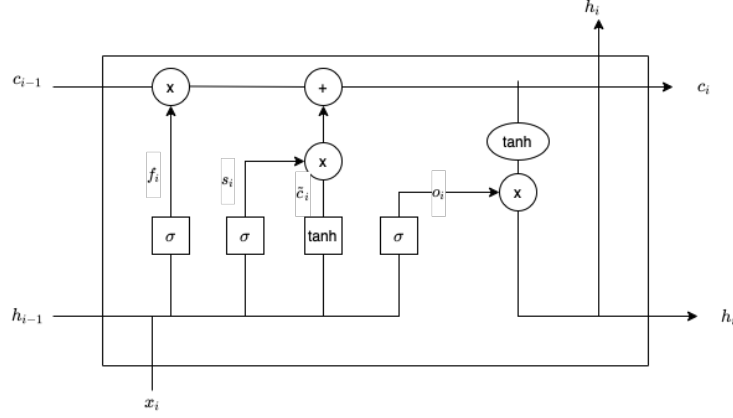 h_i
c_{i-1} x + c_i
tanh
f_i s_i x
c̃_i o_i x
σ σ tanh σ
h_{i-1} h_i
x_i